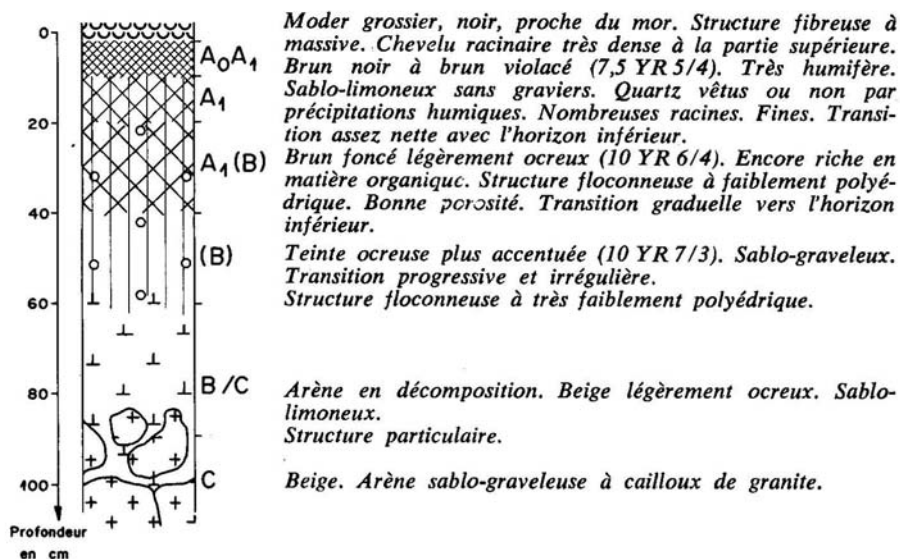 0
A₀A₁
Moder grossier, noir, proche du mor. Structure fibreuse à
massive. Chevelu racinaire très dense à la partie supérieure.
A₁
Brun noir à brun violacé (7,5 YR 5/4). Très humifère.
Sablo-limoneux sans graviers. Quartz vêtus ou non par
20
précipitations humiques. Nombreuses racines. Fines. Transi-
tion assez nette avec l'horizon inférieur.
A₁(B)
Brun foncé légèrement ocreux (10 YR 6/4). Encore riche en
matière organique. Structure floconneuse à faiblement polyé-
40
drique. Bonne porosité. Transition graduelle vers l'horizon
inférieur.
(B)
Teinte ocreuse plus accentuée (10 YR 7/3). Sablo-graveleux.
Transition progressive et irrégulière.
60
Structure floconneuse à très faiblement polyédrique.
80
B/C
Arène en décomposition. Beige légèrement ocreux. Sablo-
limoneux.
Structure particulaire.
100
C
Beige. Arène sablo-graveleuse à cailloux de granite.
Profondeur
en cm